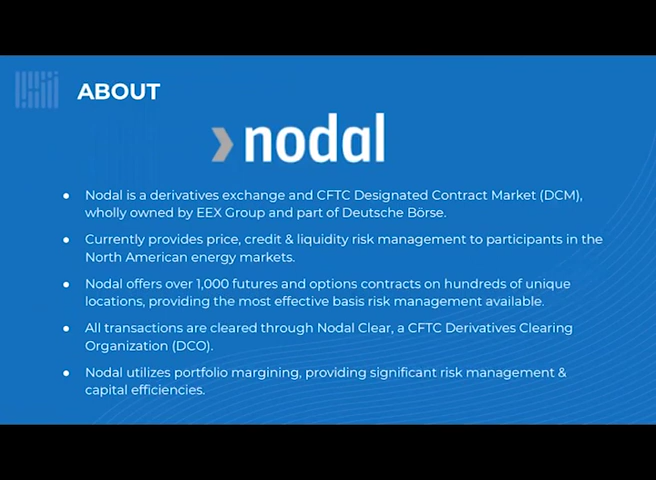 ABOUT
nodal
● Nodal is a derivatives exchange and CFTC Designated Contract Market (DCM),
wholly owned by EEX Group and part of Deutsche Börse.
● Currently provides price, credit & liquidity risk management to participants in the
North American energy markets.
● Nodal offers over 1,000 futures and options contracts on hundreds of unique
locations, providing the most effective basis risk management available.
● All transactions are cleared through Nodal Clear, a CFTC Derivatives Clearing
Organization (DCO).
● Nodal utilizes portfolio margining, providing significant risk management &
capital efficiencies.